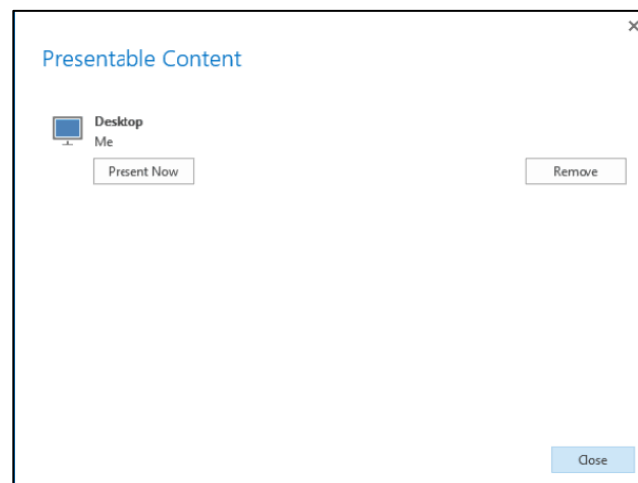 Presentable Content
Desktop
Me
Present Now
Remove
Close